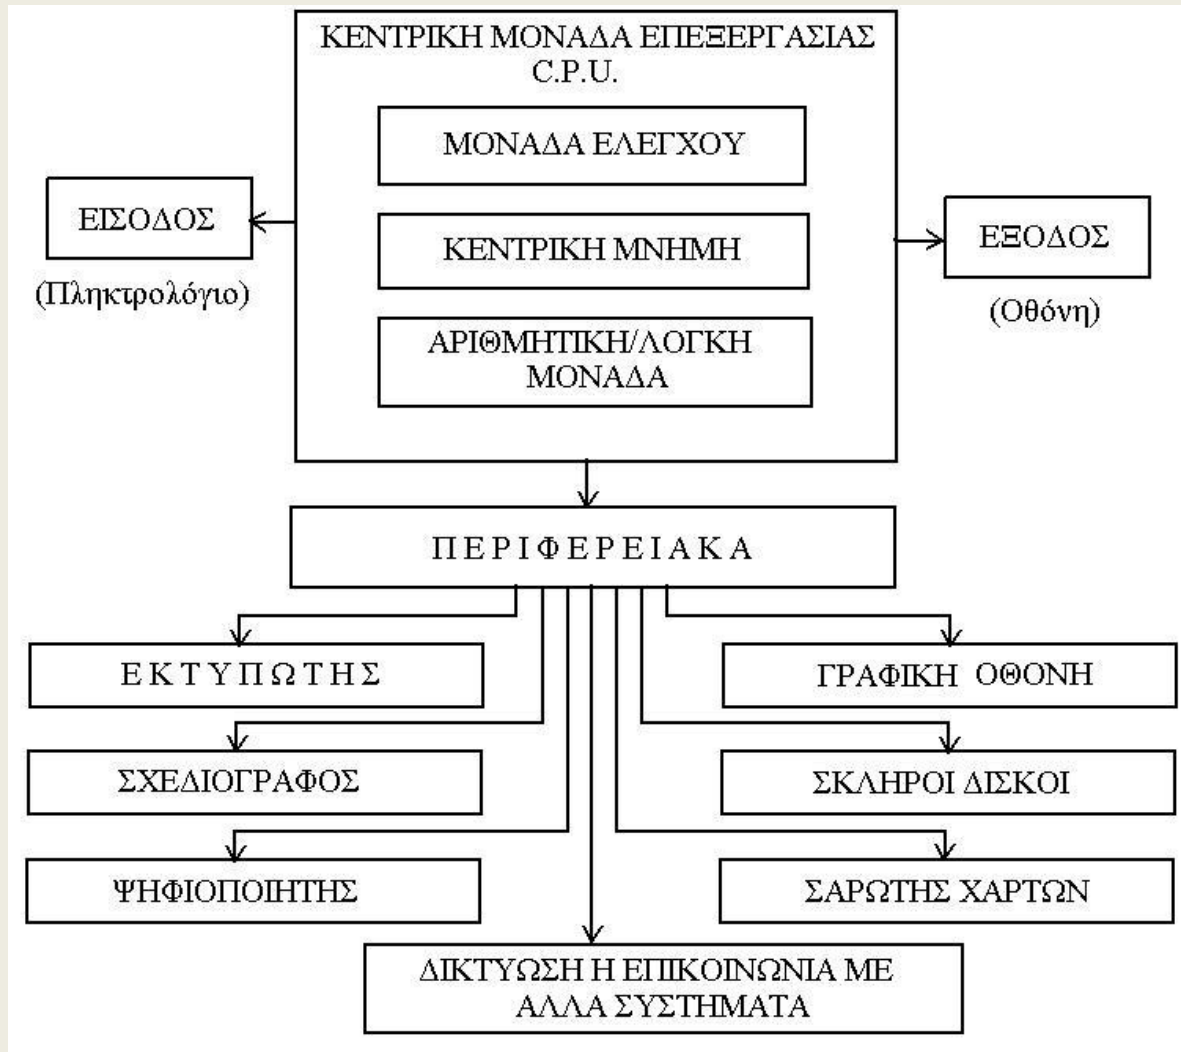 ΚΕΝΤΡΙΚΗ ΜΟΝΑΔΑ ΕΠΕΞΕΡΓΑΣΙΑΣ
C.P.U.
ΜΟΝΑΔΑ ΕΛΕΓΧΟΥ
ΕΙΣΟΔΟΣ
(Πληκτρολόγιο)
ΚΕΝΤΡΙΚΗ ΜΝΗΜΗ
ΕΞΟΔΟΣ
(Οθόνη)
ΑΡΙΘΜΗΤΙΚΗ/ΛΟΓΚΗ
ΜΟΝΑΔΑ
Π Ε Ρ Ι Φ Ε Ρ Ε Ι Α Κ Α
Ε Κ Τ Υ Π Ω Τ Η Σ
ΓΡΑΦΙΚΗ ΟΘΟΝΗ
ΣΧΕΔΙΟΓΡΑΦΟΣ
ΣΚΛΗΡΟΙ ΔΙΣΚΟΙ
ΨΗΦΙΟΠΟΙΗΤΗΣ
ΣΑΡΩΤΗΣ ΧΑΡΤΩΝ
ΔΙΚΤΥΩΣΗ Η ΕΠΙΚΟΙΝΩΝΙΑ ΜΕ
ΑΛΛΑ ΣΥΣΤΗΜΑΤΑ